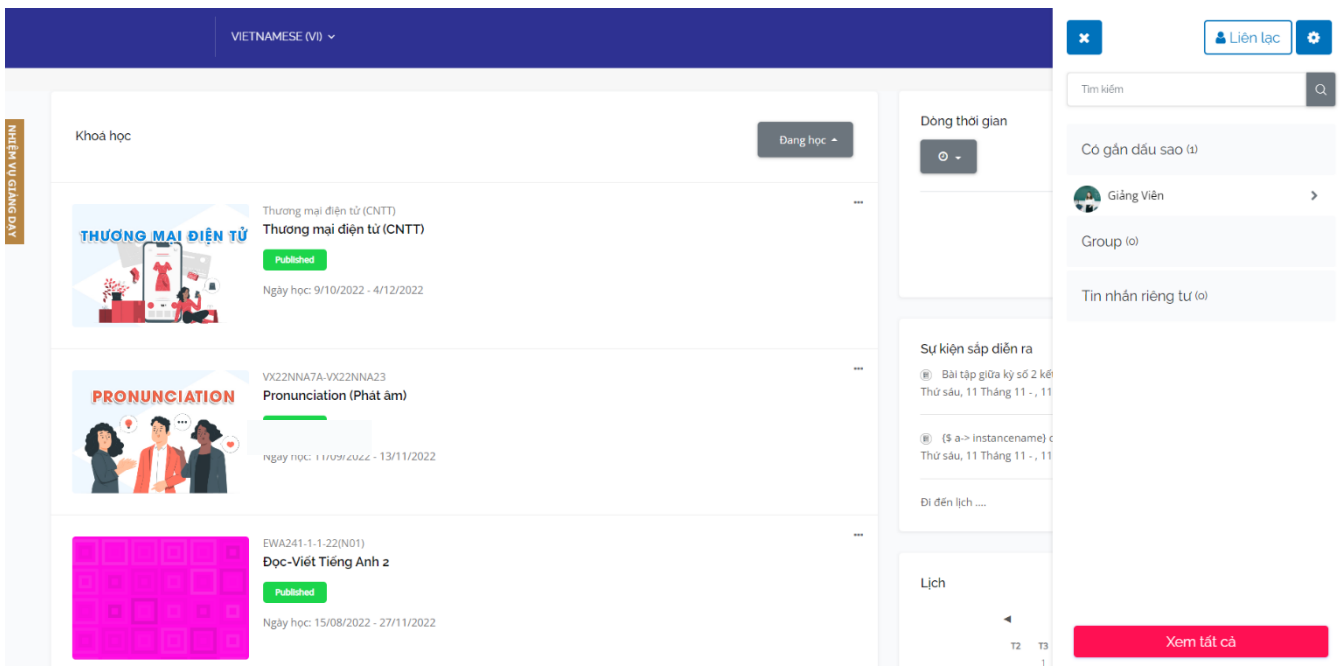 VIETNAMESE (VI)
NHIỆM VỤ GIẢNG DẠY
Khoá học
Đang học
THƯƠNG MẠI ĐIỆN TỬ
Thương mại điện tử (CNTT)
Thương mại điện tử (CNTT)
Published
Ngày học: 9/10/2022 - 4/12/2022
PRONUNCIATION
VX22NNA7A-VX22NNA23
Pronunciation (Phát âm)
Ngày học: 11/09/2022 - 13/11/2022
EWA241-1-1-22(N01)
Đọc-Viết Tiếng Anh 2
Published
Ngày học: 15/08/2022 - 27/11/2022
Dòng thời gian
Sự kiện sắp diễn ra
Bài tập giữa kỳ số 2 kết
Thứ sáu, 11 Tháng 11 - , 11
{$ a-> instancename}
Thứ sáu, 11 Tháng 11 - , 11
Đi đến lịch ....
Lịch
T2 T3
1
Liên lạc
Tìm kiếm
Có gắn dấu sao (1)
Giảng Viên
Group (0)
Tin nhắn riêng tư (0)
Xem tất cả